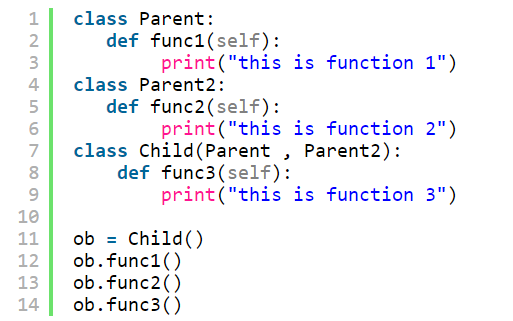 1 class Parent:
2    def func1(self):
3         print("this is function 1")
4 class Parent2:
5    def func2(self):
6         print("this is function 2")
7 class Child(Parent , Parent2):
8     def func3(self):
9         print("this is function 3")
10
11 ob = Child()
12 ob.func1()
13 ob.func2()
14 ob.func3()